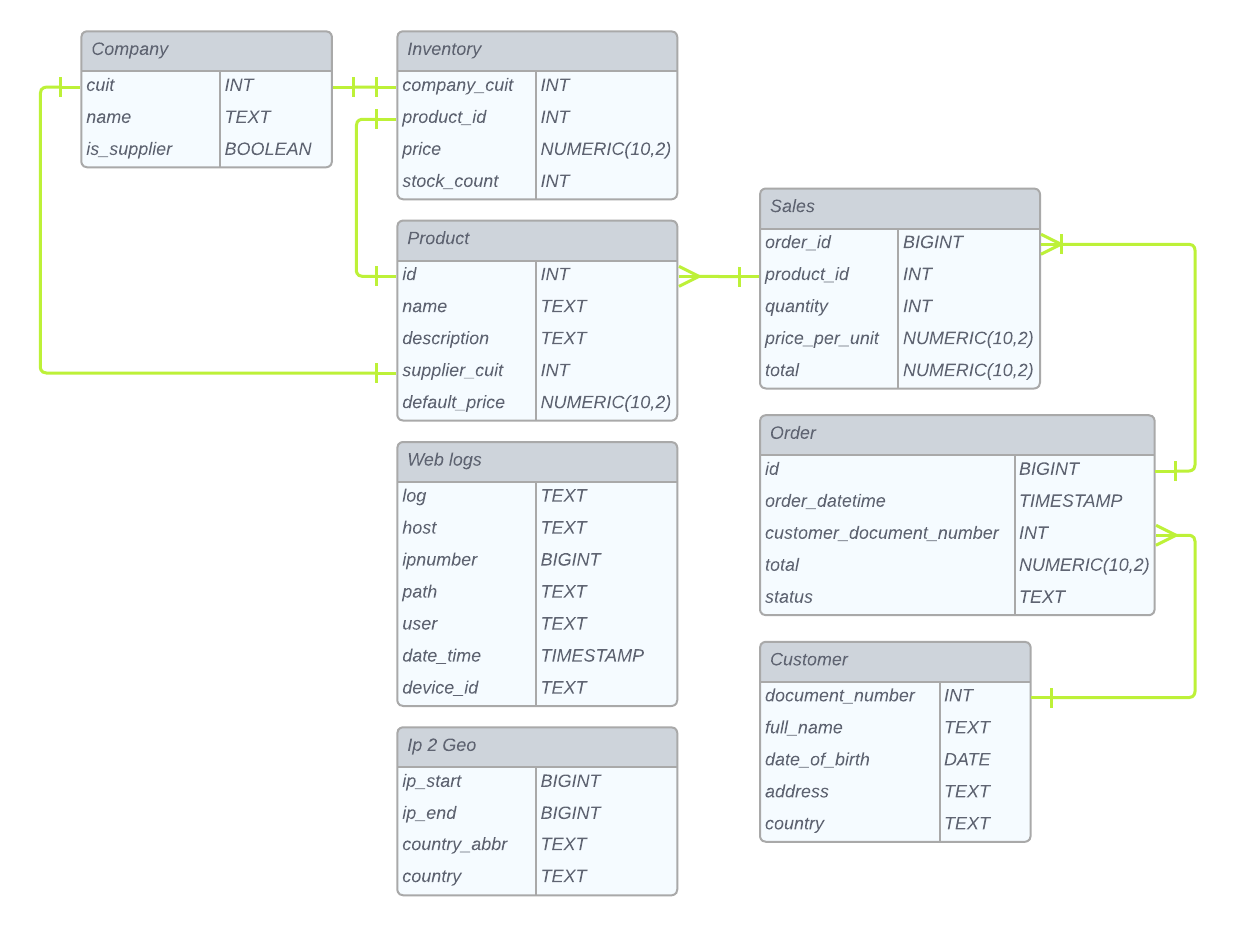 Company
cuit INT
name TEXT
is_supplier BOOLEAN
Inventory
company_cuit INT
product_id INT
price NUMERIC(10,2)
stock_count INT
Product
id INT
name TEXT
description TEXT
supplier_cuit INT
default_price NUMERIC(10,2)
Web logs
log TEXT
host TEXT
ipnumber BIGINT
path TEXT
user TEXT
date_time TIMESTAMP
device_id TEXT
Ip 2 Geo
ip_start BIGINT
ip_end BIGINT
country_abbr TEXT
country TEXT
Sales
order_id BIGINT
product_id INT
quantity INT
price_per_unit NUMERIC(10,2)
total NUMERIC(10,2)
Order
id BIGINT
order_datetime TIMESTAMP
customer_document_number INT
total NUMERIC(10,2)
status TEXT
Customer
document_number INT
full_name TEXT
date_of_birth DATE
address TEXT
country TEXT